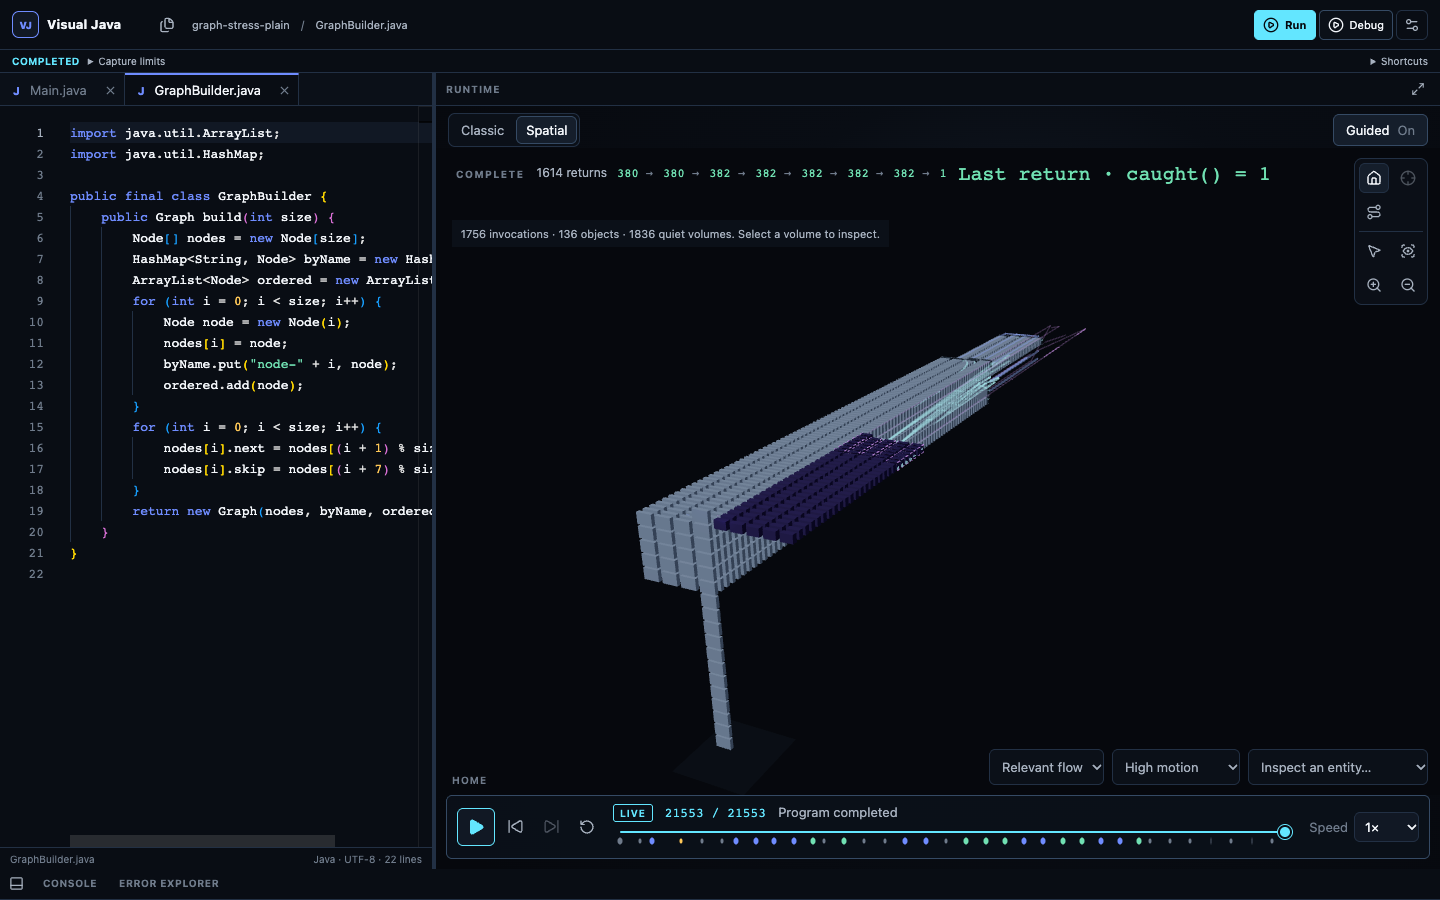 VJ Visual Java
graph-stress-plain / GraphBuilder.java
Run
Debug
COMPLETED
Capture limits
Shortcuts
J Main.java
J GraphBuilder.java
RUNTIME
Classic
Spatial
Guided On
COMPLETE 1614 returns 380 → 380 → 382 → 382 → 382 → 382 → 382 → 1 Last return · caught() = 1
1756 invocations · 136 objects · 1836 quiet volumes. Select a volume to inspect.
1 import java.util.ArrayList;
2 import java.util.HashMap;
3
4 public final class GraphBuilder {
5 public Graph build(int size) {
6 Node[] nodes = new Node[size];
7 HashMap<String, Node> byName = new Hash
8 ArrayList<Node> ordered = new ArrayList
9 for (int i = 0; i < size; i++) {
10 Node node = new Node(i);
11 nodes[i] = node;
12 byName.put("node-" + i, node);
13 ordered.add(node);
14 }
15 for (int i = 0; i < size; i++) {
16 nodes[i].next = nodes[(i + 1) % siz
17 nodes[i].skip = nodes[(i + 7) % siz
18 }
19 return new Graph(nodes, byName, ordered
20 }
21 }
22
HOME
Relevant flow
High motion
Inspect an entity...
LIVE 21553 / 21553 Program completed
Speed 1×
GraphBuilder.java
Java · UTF-8 · 22 lines
CONSOLE
ERROR EXPLORER